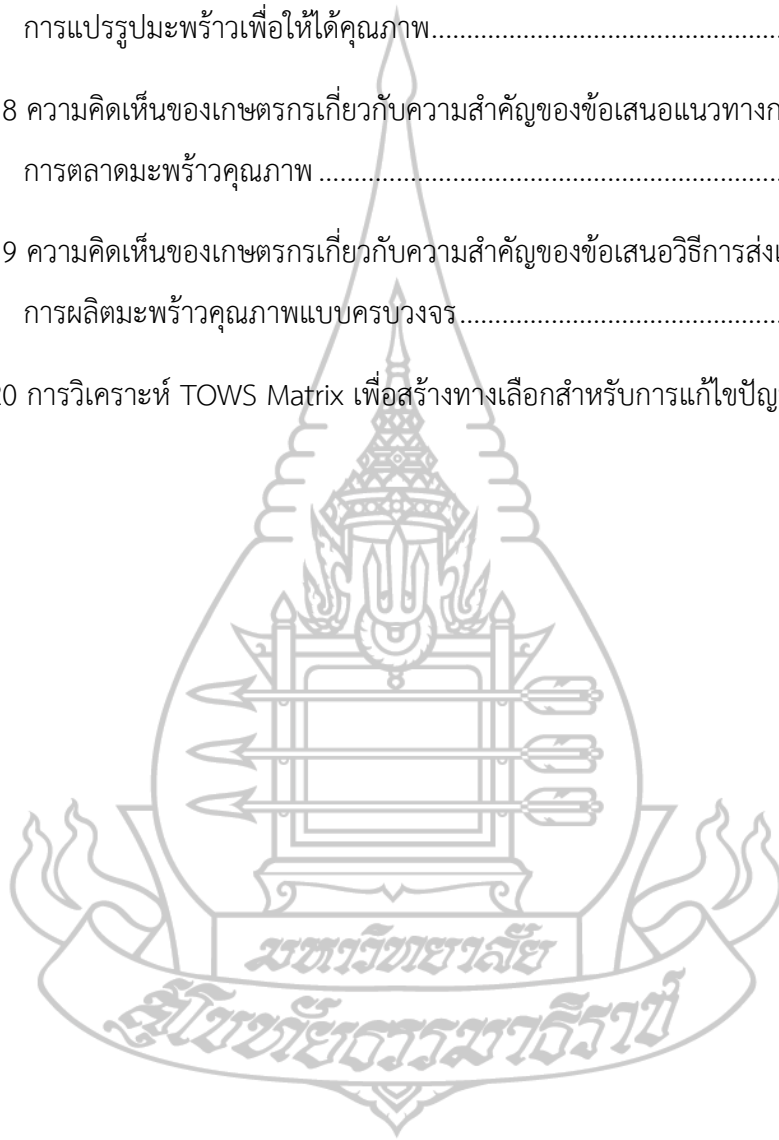 การแปรรูปมะพร้าวเพื่อให้ได้คุณภาพ
8 ความคิดเห็นของเกษตรกรเกี่ยวกับความสำคัญของข้อเสนอแนวทาง
การตลาดมะพร้าวคุณภาพ
9 ความคิดเห็นของเกษตรกรเกี่ยวกับความสำคัญของข้อเสนอวิธีการ
การผลิตมะพร้าวคุณภาพแบบครบวงจร
20 การวิเคราะห์ TOWS Matrix เพื่อสร้างทางเลือกสำหรับการแก้ไข
มหาวิทยาลัย
สุโขทัยธรรมาธิราช